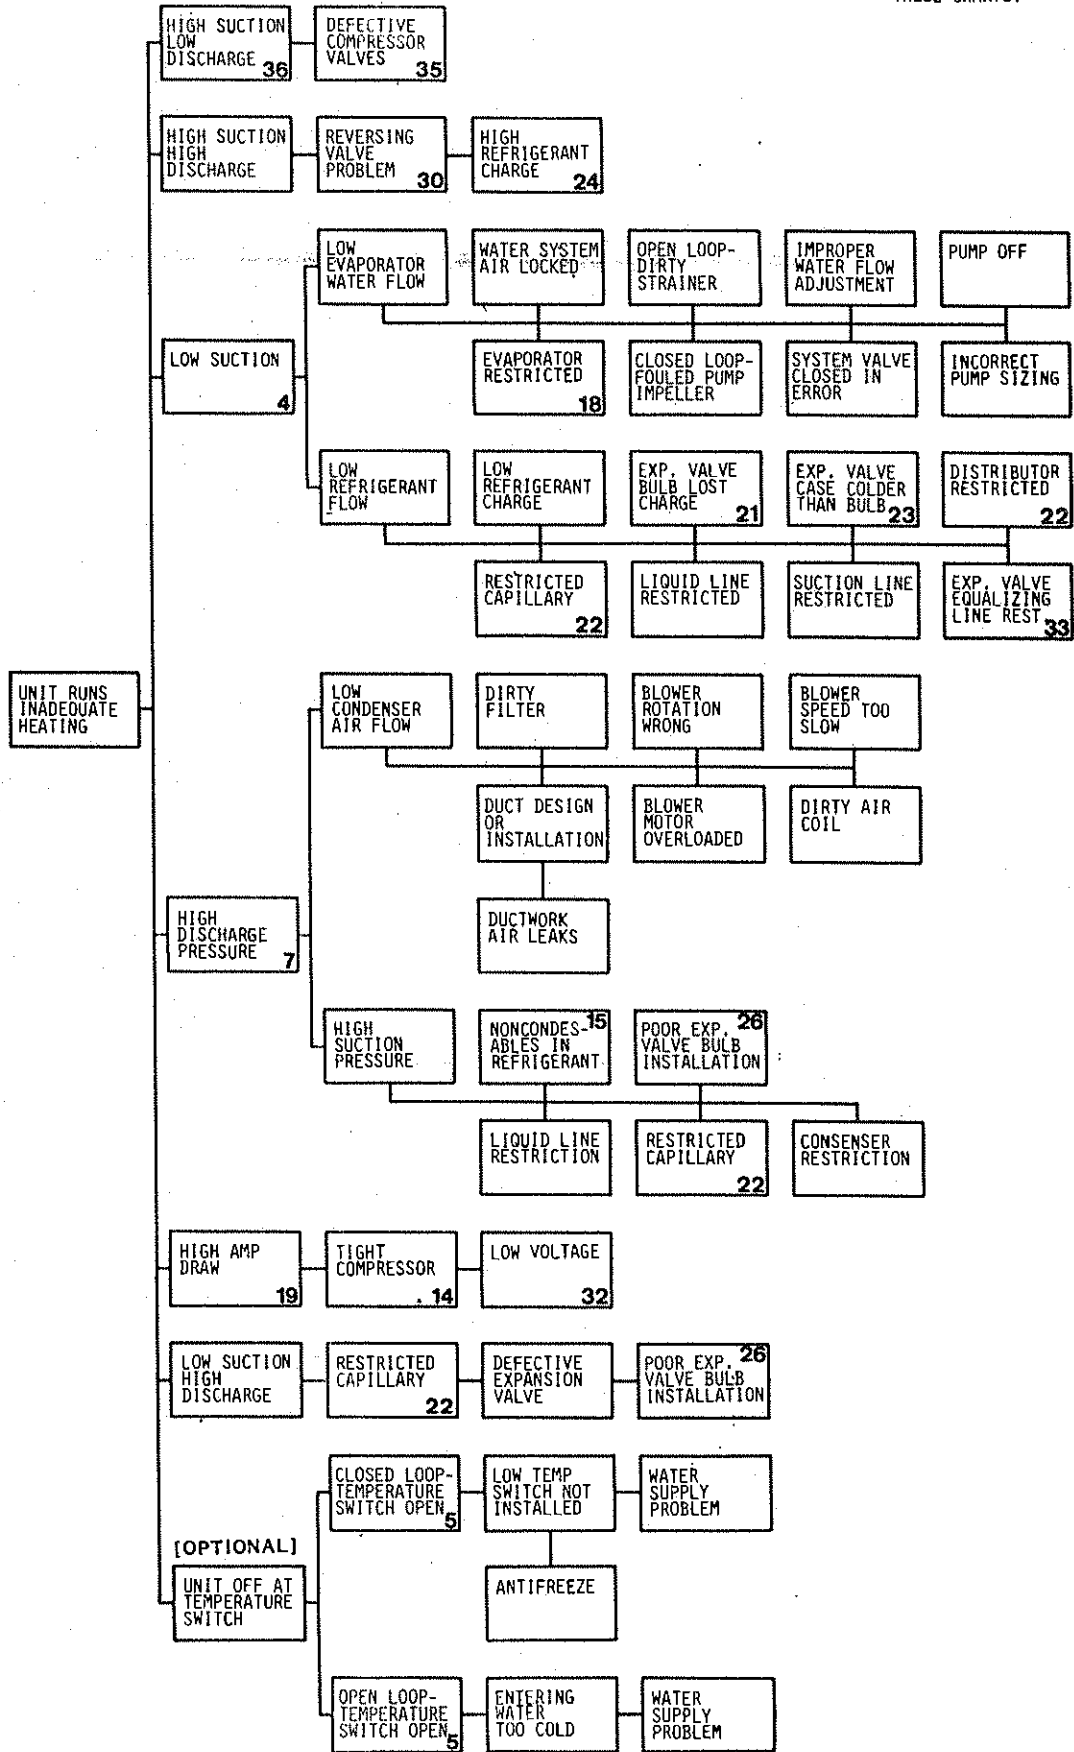 HIGH SUCTION
LOW
DISCHARGE 36
DEFECTIVE
COMPRESSOR
VALVES 35
HIGH SUCTION
HIGH
DISCHARGE
REVERSING
VALVE
PROBLEM 30
HIGH
REFRIGERANT
CHARGE 24
LOW
EVAPORATOR
WATER FLOW
WATER SYSTEM
AIR LOCKED
OPEN LOOP-
DIRTY
STRAINER
IMPROPER
WATER FLOW
ADJUSTMENT
PUMP OFF
LOW SUCTION
4
EVAPORATOR
RESTRICTED
18
CLOSED LOOP-
FOULED PUMP
IMPELLER
SYSTEM VALVE
CLOSED IN
ERROR
INCORRECT
PUMP SIZING
LOW
REFRIGERANT
FLOW
LOW
REFRIGERANT
CHARGE
EXP. VALVE
BULB LOST
CHARGE 21
EXP. VALVE
CASE COLDER
THAN BULB 23
DISTRIBUTOR
RESTRICTED
22
RESTRICTED
CAPILLARY
22
LIQUID LINE
RESTRICTED
SUCTION LINE
RESTRICTED
EXP. VALVE
EQUALIZING
LINE REST. 33
UNIT RUNS
INADEQUATE
HEATING
LOW
CONDENSER
AIR FLOW
DIRTY
FILTER
BLOWER
ROTATION
WRONG
BLOWER
SPEED TOO
SLOW
DUCT DESIGN
OR
INSTALLATION
BLOWER
MOTOR
OVERLOADED
DIRTY AIR
COIL
HIGH
DISCHARGE
PRESSURE 7
DUCTWORK
AIR LEAKS
HIGH
SUCTION
PRESSURE
NONCONDES- 15
ABLES IN
REFRIGERANT
POOR EXP. 26
VALVE BULB
INSTALLATION
LIQUID LINE
RESTRICTION
RESTRICTED
CAPILLARY
22
CONSENSER
RESTRICTION
HIGH AMP
DRAW
19
TIGHT
COMPRESSOR
14
LOW VOLTAGE
32
LOW SUCTION
HIGH
DISCHARGE
RESTRICTED
CAPILLARY
22
DEFECTIVE
EXPANSION
VALVE
POOR EXP. 26
VALVE BULB
INSTALLATION
CLOSED LOOP-
TEMPERATURE
SWITCH OPEN 5
LOW TEMP
SWITCH NOT
INSTALLED
WATER
SUPPLY
PROBLEM
[OPTIONAL]
UNIT OFF AT
TEMPERATURE
SWITCH
ANTIFREEZE
OPEN LOOP-
TEMPERATURE
SWITCH OPEN 5
ENTERING
WATER
TOO COLD
WATER
SUPPLY
PROBLEM